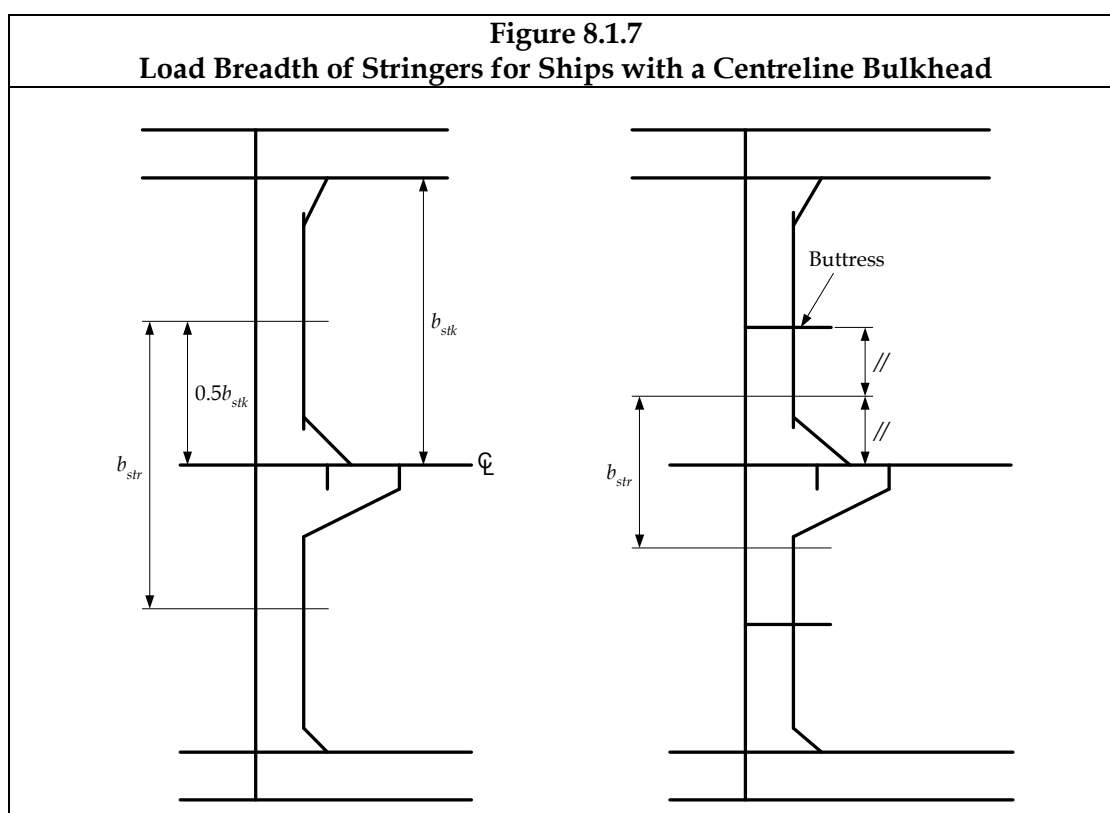 Figure 8.1.7
Load Breadth of Stringers for Ships with a Centreline Bulkhead
b_stk
0.5b_stk
b_str
℄
Buttress
//
//
b_str